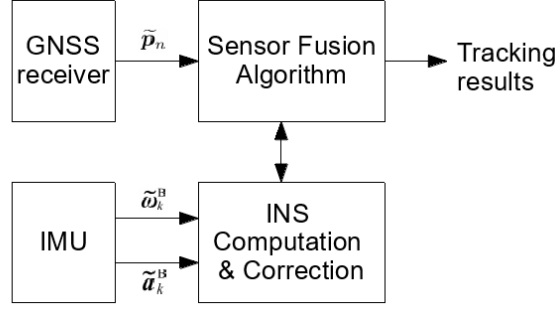 GNSS
receiver
p̃ₙ
Sensor Fusion
Algorithm
Tracking
results
IMU
ω̃ₖᴮ
ãₖᴮ
INS
Computation
& Correction